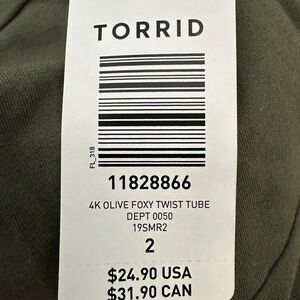 TORRID
FL_318
11828866
4K OLIVE FOXY TWIST TUBE
DEPT 0050
19SMR2
2
$24.90 USA
$31.90 CAN